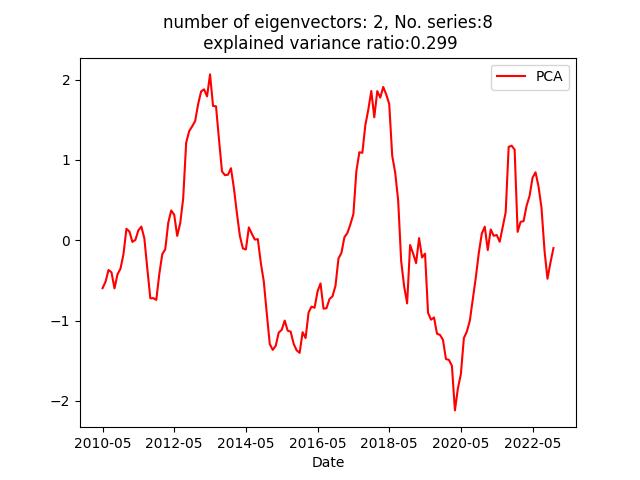 number of eigenvectors: 2, No. series:8
explained variance ratio:0.299
PCA
2
1
0
−1
−2
2010-05 2012-05 2014-05 2016-05 2018-05 2020-05 2022-05
Date